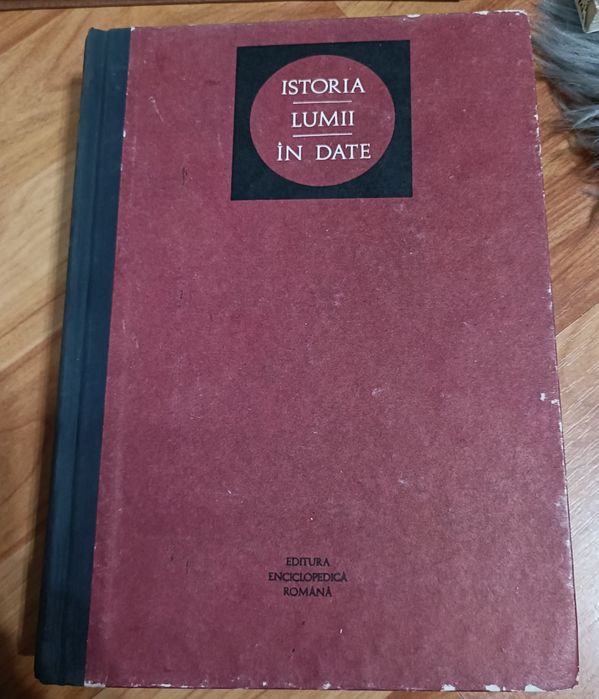 ISTORIA
LUMII
ÎN DATE
EDITURA
ENCICLOPEDICĂ
ROMÂNĂ